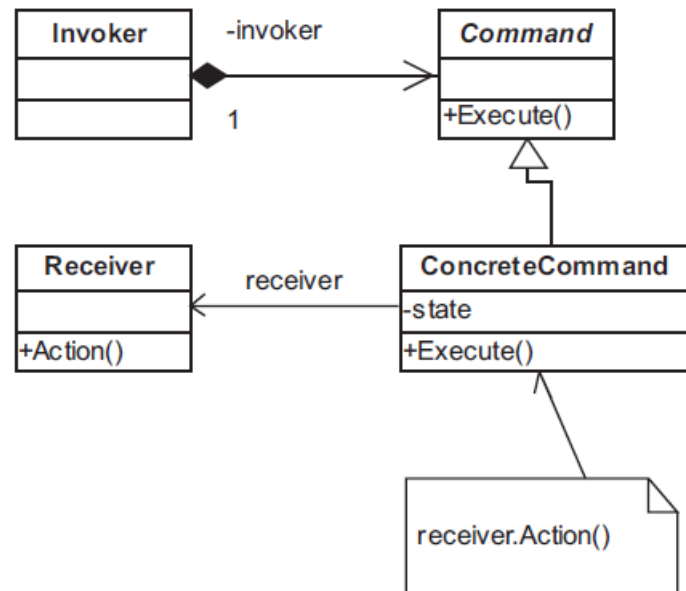 Invoker
-invoker
1
Command
+Execute()
Receiver
+Action()
receiver
ConcreteCommand
-state
+Execute()
receiver.Action()